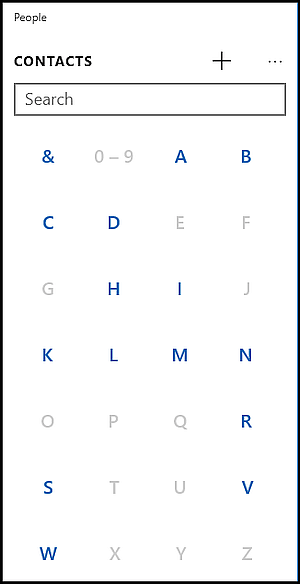 People
CONTACTS + ...
Search
& 0 – 9 A B
C D E F
G H I J
K L M N
O P Q R
S T U V
W X Y Z